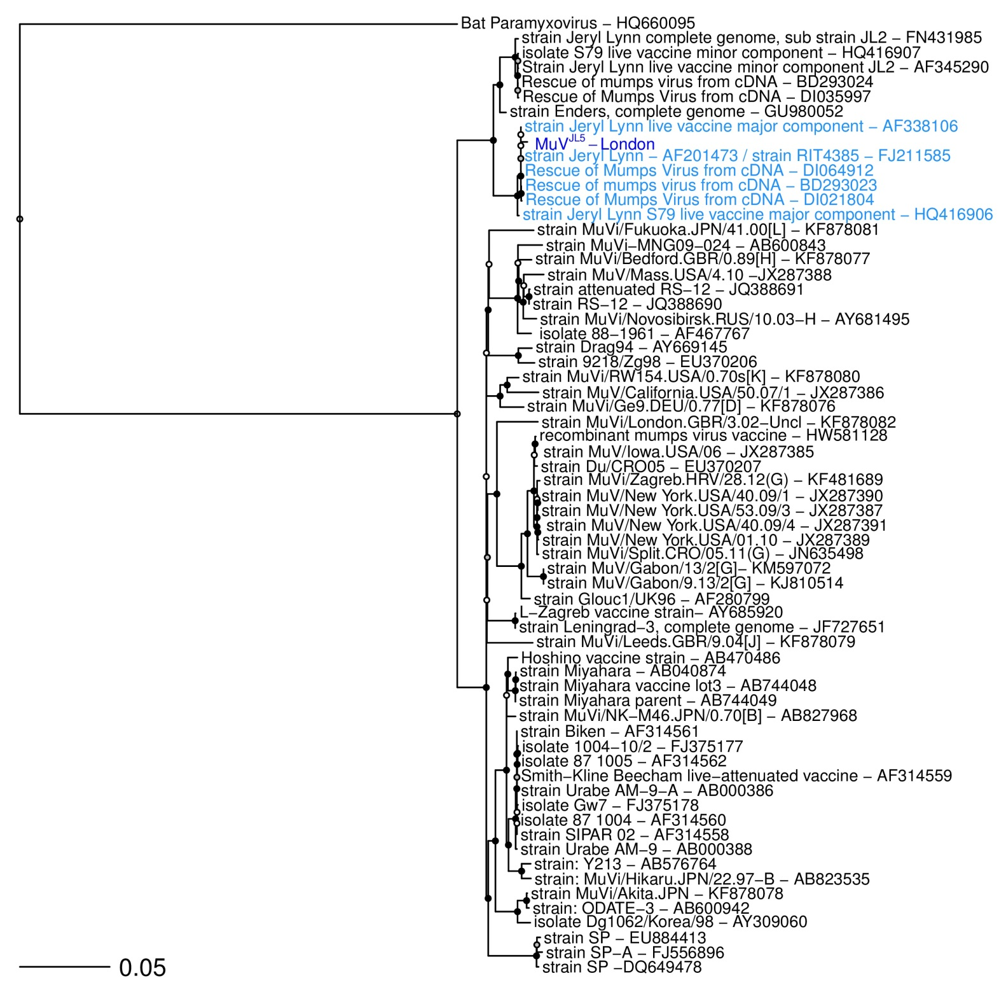 Bat Paramyxovirus – HQ660095
strain Jeryl Lynn complete genome, sub strain JL2 – FN431985
isolate S79 live vaccine minor component – HQ416907
Strain Jeryl Lynn live vaccine minor component JL2 – AF345290
Rescue of mumps virus from cDNA – BD293024
Rescue of Mumps Virus from cDNA – DI035997
strain Enders, complete genome – GU980052
strain Jeryl Lynn live vaccine major component – AF338106
MuV^JL5 – London
strain Jeryl Lynn – AF201473 / strain RIT4385 – FJ211585
Rescue of Mumps Virus from cDNA – DI064912
Rescue of mumps virus from cDNA – BD293023
Rescue of Mumps Virus from cDNA – DI021804
strain Jeryl Lynn S79 live vaccine major component – HQ416906
strain MuVi/Fukuoka.JPN/41.00[L] – KF878081
strain MuVi–MNG09–024 – AB600843
strain MuVi/Bedford.GBR/0.89[H] – KF878077
strain MuV/Mass.USA/4.10 –JX287388
strain attenuated RS–12 – JQ388691
strain RS–12 – JQ388690
strain MuVi/Novosibirsk.RUS/10.03–H – AY681495
isolate 88–1961 – AF467767
strain Drag94 – AY669145
strain 9218/Zg98 – EU370206
strain MuVi/RW154.USA/0.70s[K] – KF878080
strain MuV/California.USA/50.07/1 – JX287386
strain MuVi/Ge9.DEU/0.77[D] – KF878076
strain MuVi/London.GBR/3.02–Uncl – KF878082
recombinant mumps virus vaccine – HW581128
strain MuV/Iowa.USA/06 – JX287385
strain Du/CRO05 – EU370207
strain MuVi/Zagreb.HRV/28.12(G) – KF481689
strain MuV/New York.USA/40.09/1 – JX287390
strain MuV/New York.USA/53.09/3 – JX287387
strain MuV/New York.USA/40.09/4 – JX287391
strain MuV/New York.USA/01.10 – JX287389
strain MuVi/Split.CRO/05.11(G) – JN635498
strain MuV/Gabon/13/2[G]– KM597072
strain MuV/Gabon/9.13/2[G] – KJ810514
strain Glouc1/UK96 – AF280799
L–Zagreb vaccine strain– AY685920
strain Leningrad–3, complete genome – JF727651
strain MuVi/Leeds.GBR/9.04[J] – KF878079
Hoshino vaccine strain – AB470486
strain Miyahara – AB040874
strain Miyahara vaccine lot3 – AB744048
strain Miyahara parent – AB744049
strain MuVi/NK–M46.JPN/0.70[B] – AB827968
strain Biken – AF314561
isolate 1004–10/2 – FJ375177
isolate 87 1005 – AF314562
Smith–Kline Beecham live–attenuated vaccine – AF314559
strain Urabe AM–9–A – AB000386
isolate Gw7 – FJ375178
isolate 87 1004 – AF314560
strain SIPAR 02 – AF314558
strain Urabe AM–9 – AB000388
strain: Y213 – AB576764
strain: MuVi/Hikaru.JPN/22.97–B – AB823535
strain MuVi/Akita.JPN – KF878078
strain: ODATE–3 – AB600942
isolate Dg1062/Korea/98 – AY309060
strain SP – EU884413
strain SP–A – FJ556896
strain SP –DQ649478
0.05